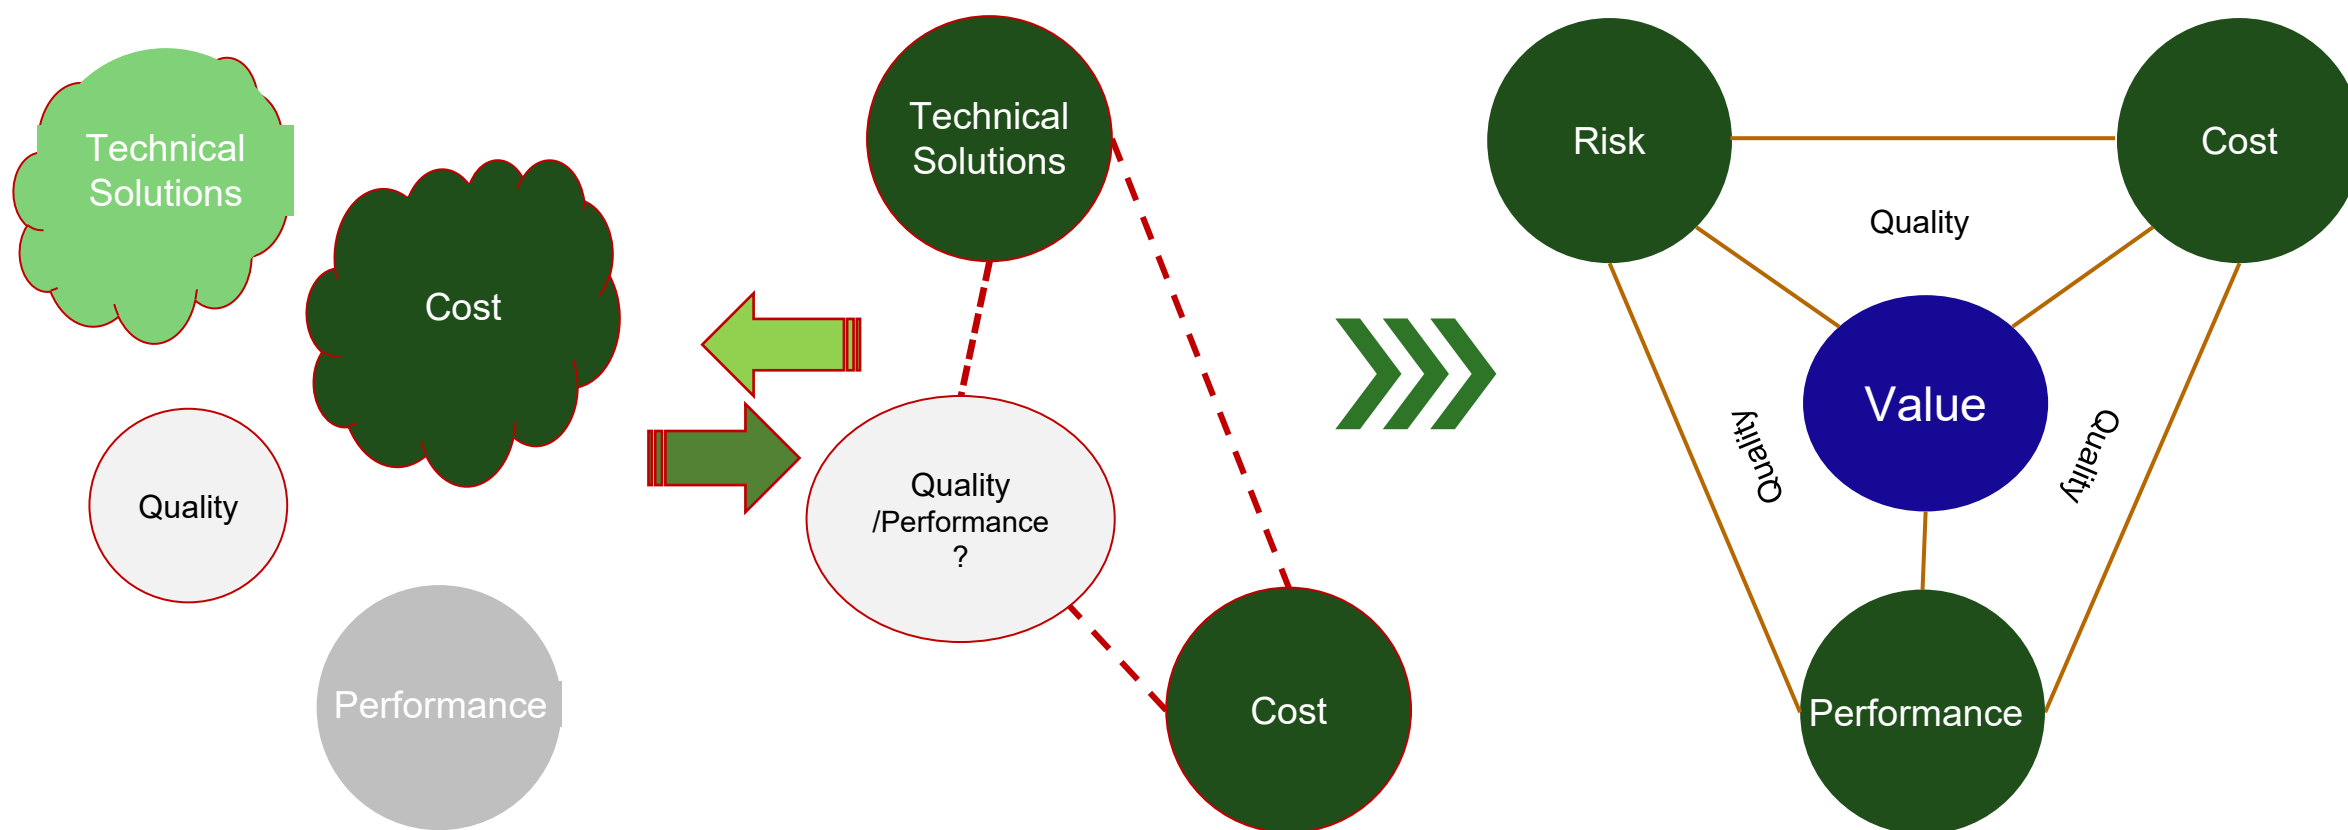 Technical
Solutions
Cost
Quality
Performance
Technical
Solutions
Quality
/Performance
?
Cost
Risk
Cost
Quality
Value
Quality
Quality
Performance